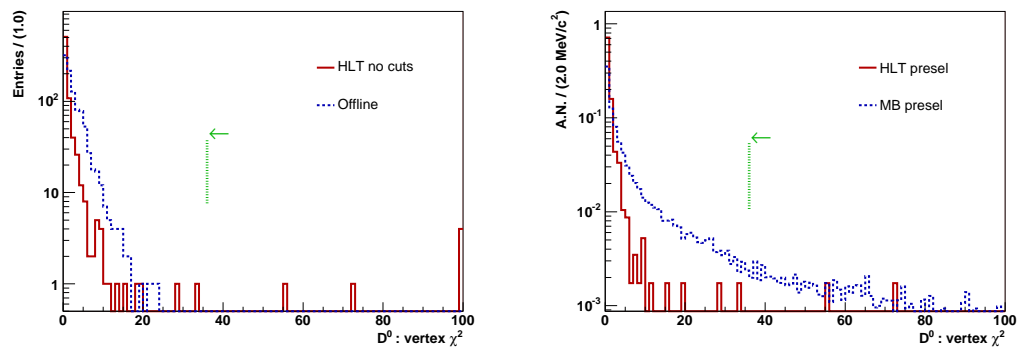 Entries / (1.0)
10²
10
1
HLT no cuts
Offline
0 20 40 60 80 100
D⁰ : vertex χ²
A.N. / (2.0 MeV/c²)
1
10⁻¹
10⁻²
10⁻³
HLT presel
MB presel
0 20 40 60 80 100
D⁰ : vertex χ²